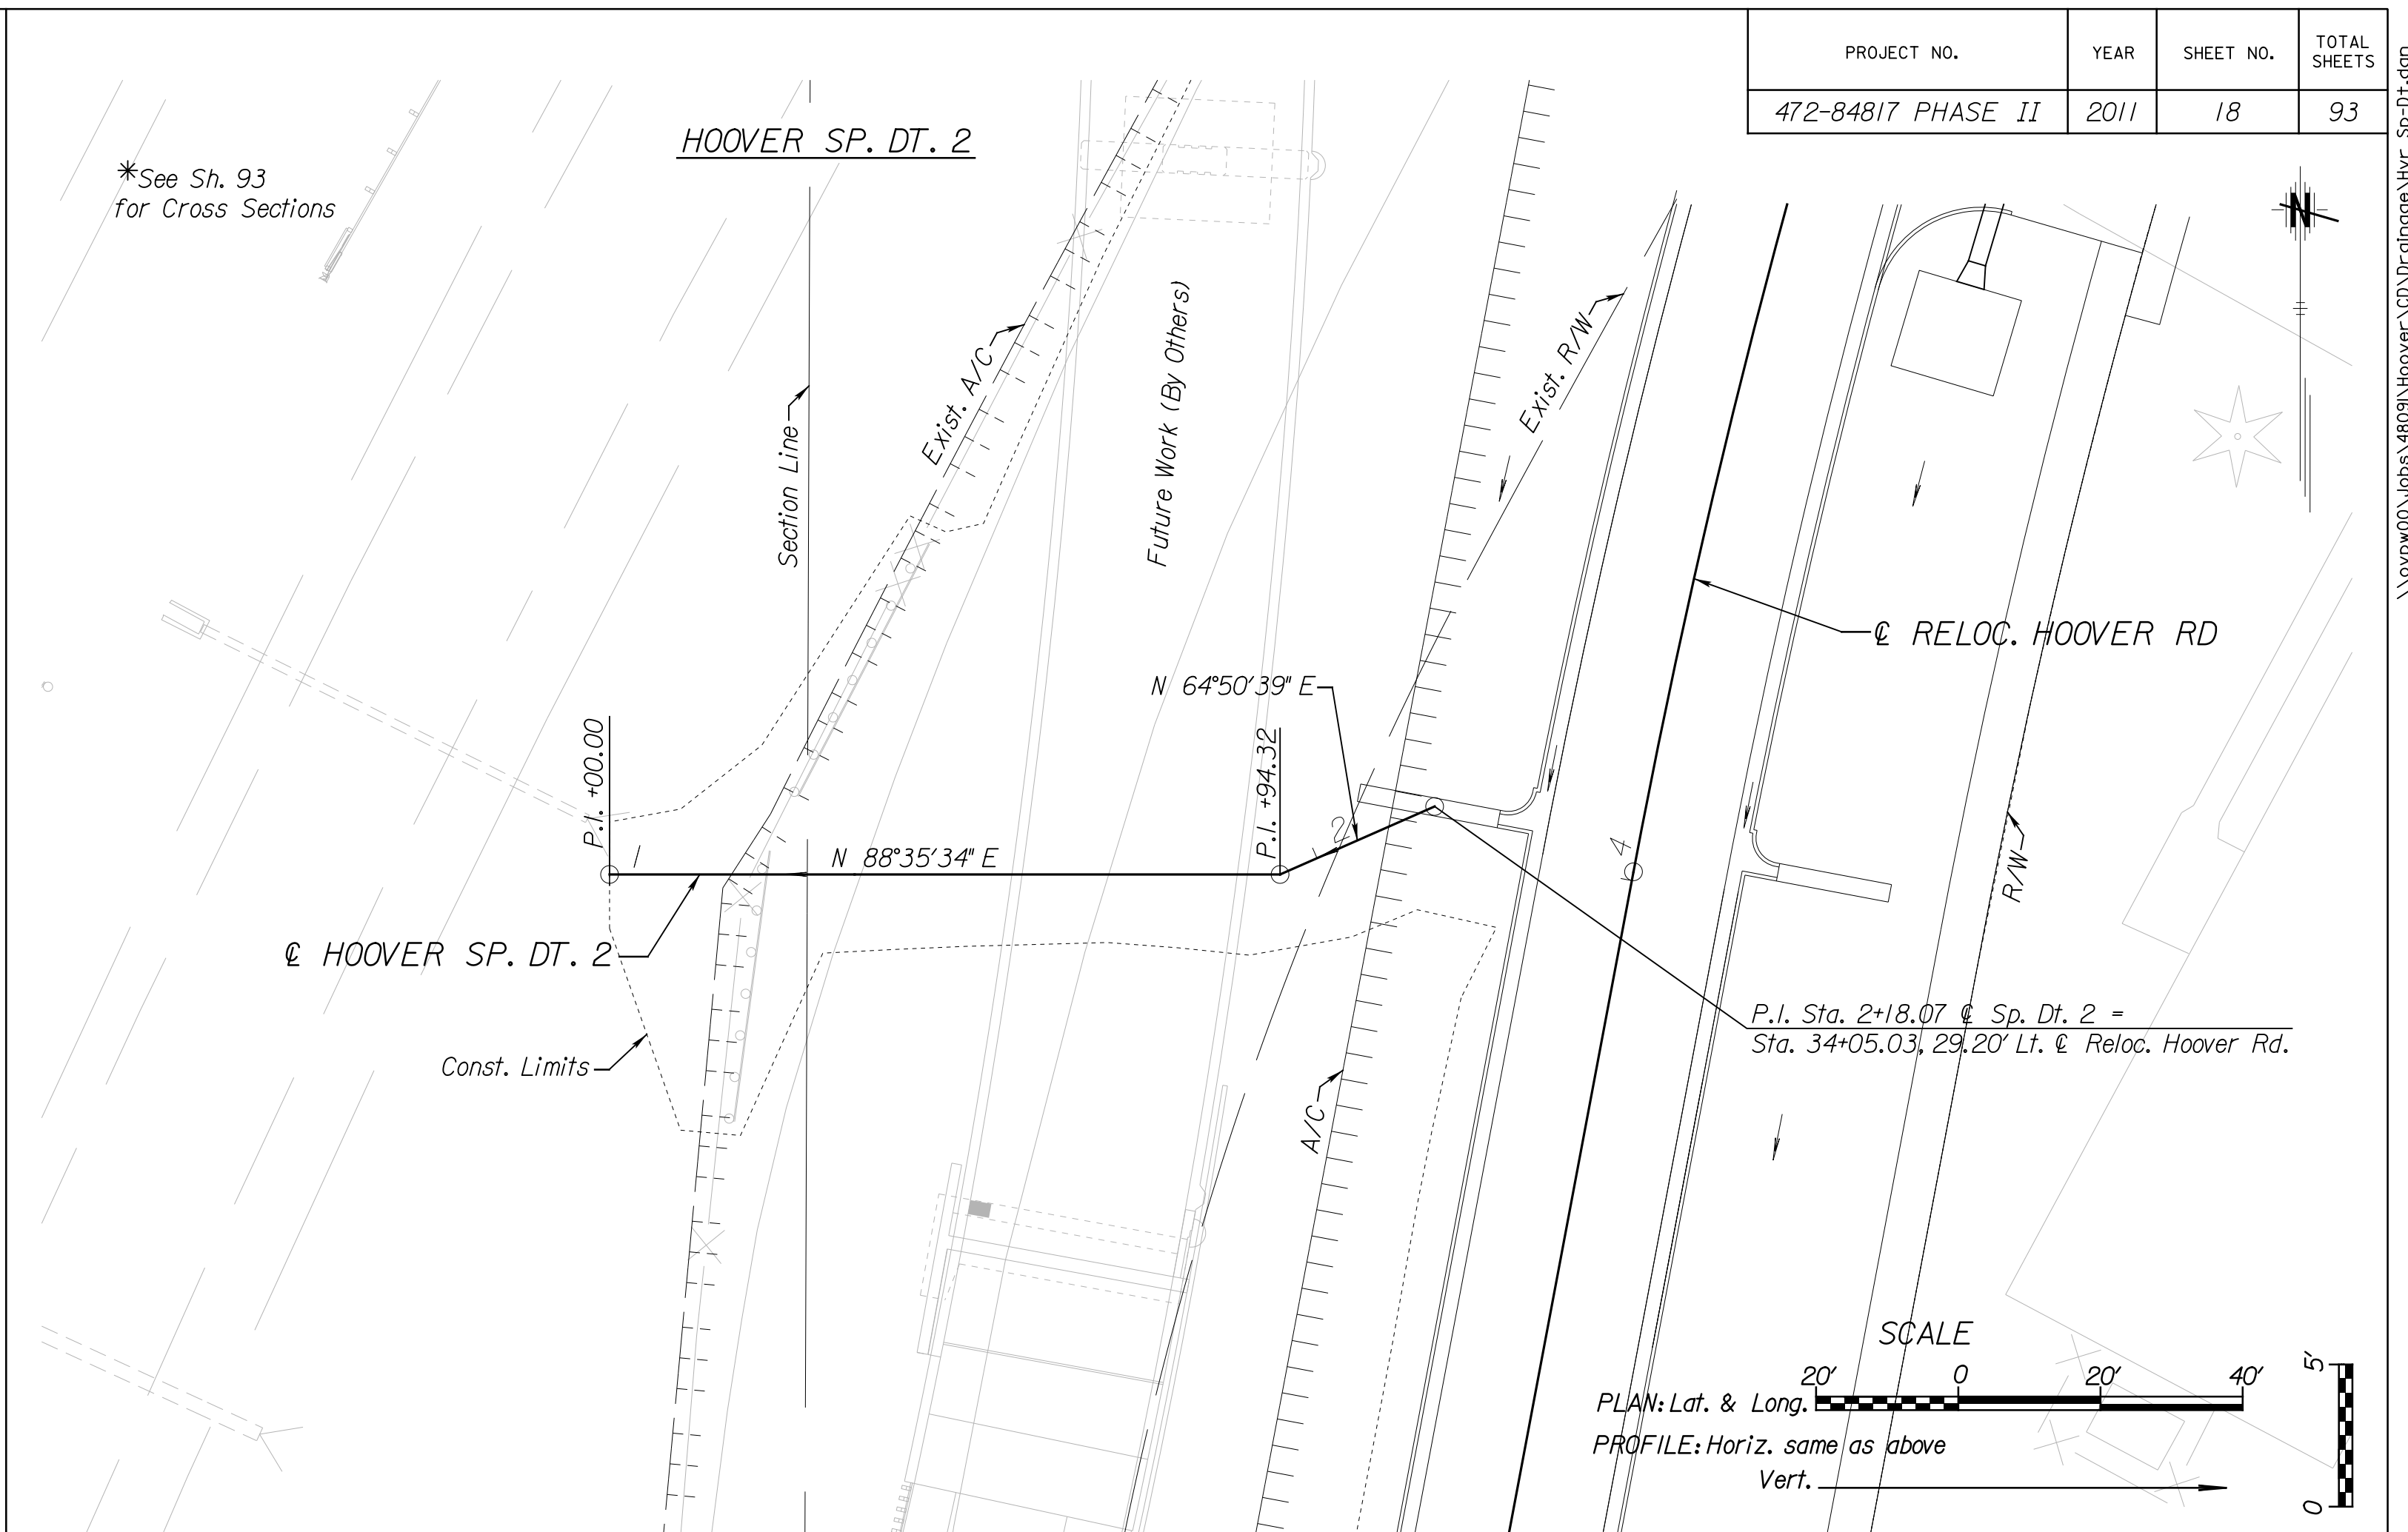 PROJECT NO.
YEAR
SHEET NO.
TOTAL
SHEETS
472-84817 PHASE II
2011
18
93
HOOVER SP. DT. 2
*See Sh. 93
for Cross Sections
N
Section Line
Exist. A/C
Future Work (By Others)
Exist. R/W
℄ RELOC. HOOVER RD
N 64°50'39" E
P.I. +00.00
P.I. +94.32
1
N 88°35'34" E
2
4
R/W
℄ HOOVER SP. DT. 2
Const. Limits
A/C
P.I. Sta. 2+18.07 ℄ Sp. Dt. 2 =
Sta. 34+05.03, 29.20' Lt. ℄ Reloc. Hoover Rd.
SCALE
20' 0 20' 40'
PLAN: Lat. & Long.
PROFILE: Horiz. same as above
Vert.
5'
0